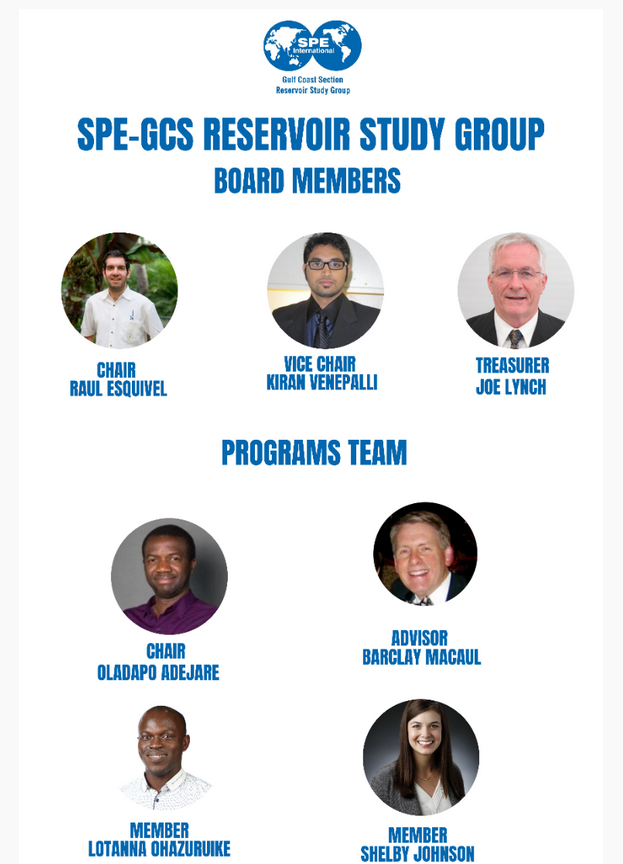 SPE
International
Gulf Coast Section
Reservoir Study Group
SPE-GCS RESERVOIR STUDY GROUP
BOARD MEMBERS
CHAIR
RAUL ESQUIVEL
VICE CHAIR
KIRAN VENEPALLI
TREASURER
JOE LYNCH
PROGRAMS TEAM
CHAIR
OLADAPO ADEJARE
ADVISOR
BARCLAY MACAUL
MEMBER
LOTANNA OHAZURUIKE
MEMBER
SHELBY JOHNSON